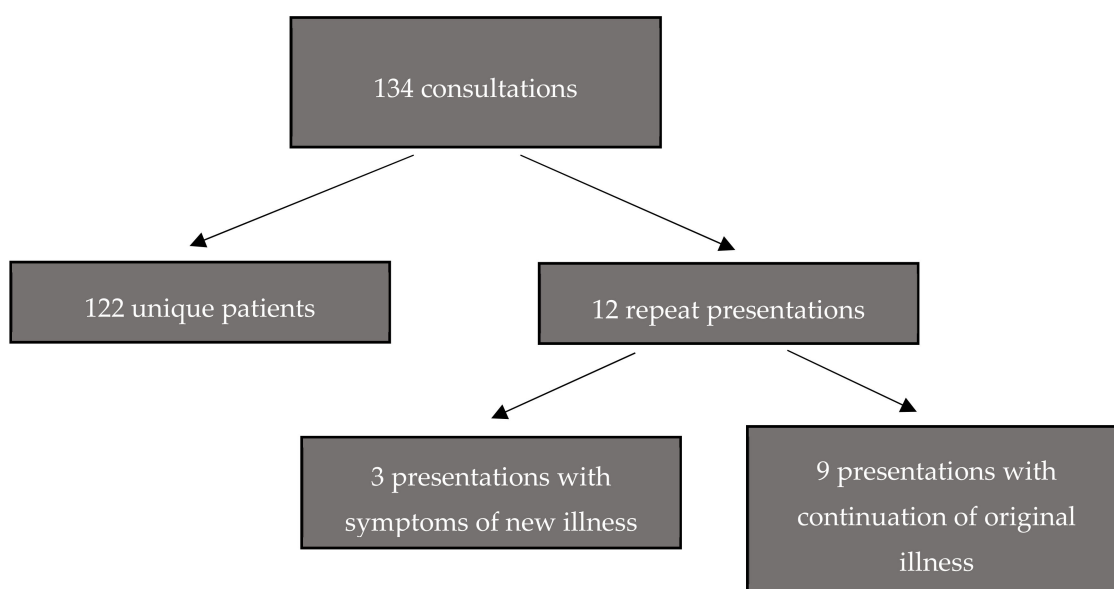 134 consultations
122 unique patients
12 repeat presentations
3 presentations with
symptoms of new illness
9 presentations with
continuation of original
illness